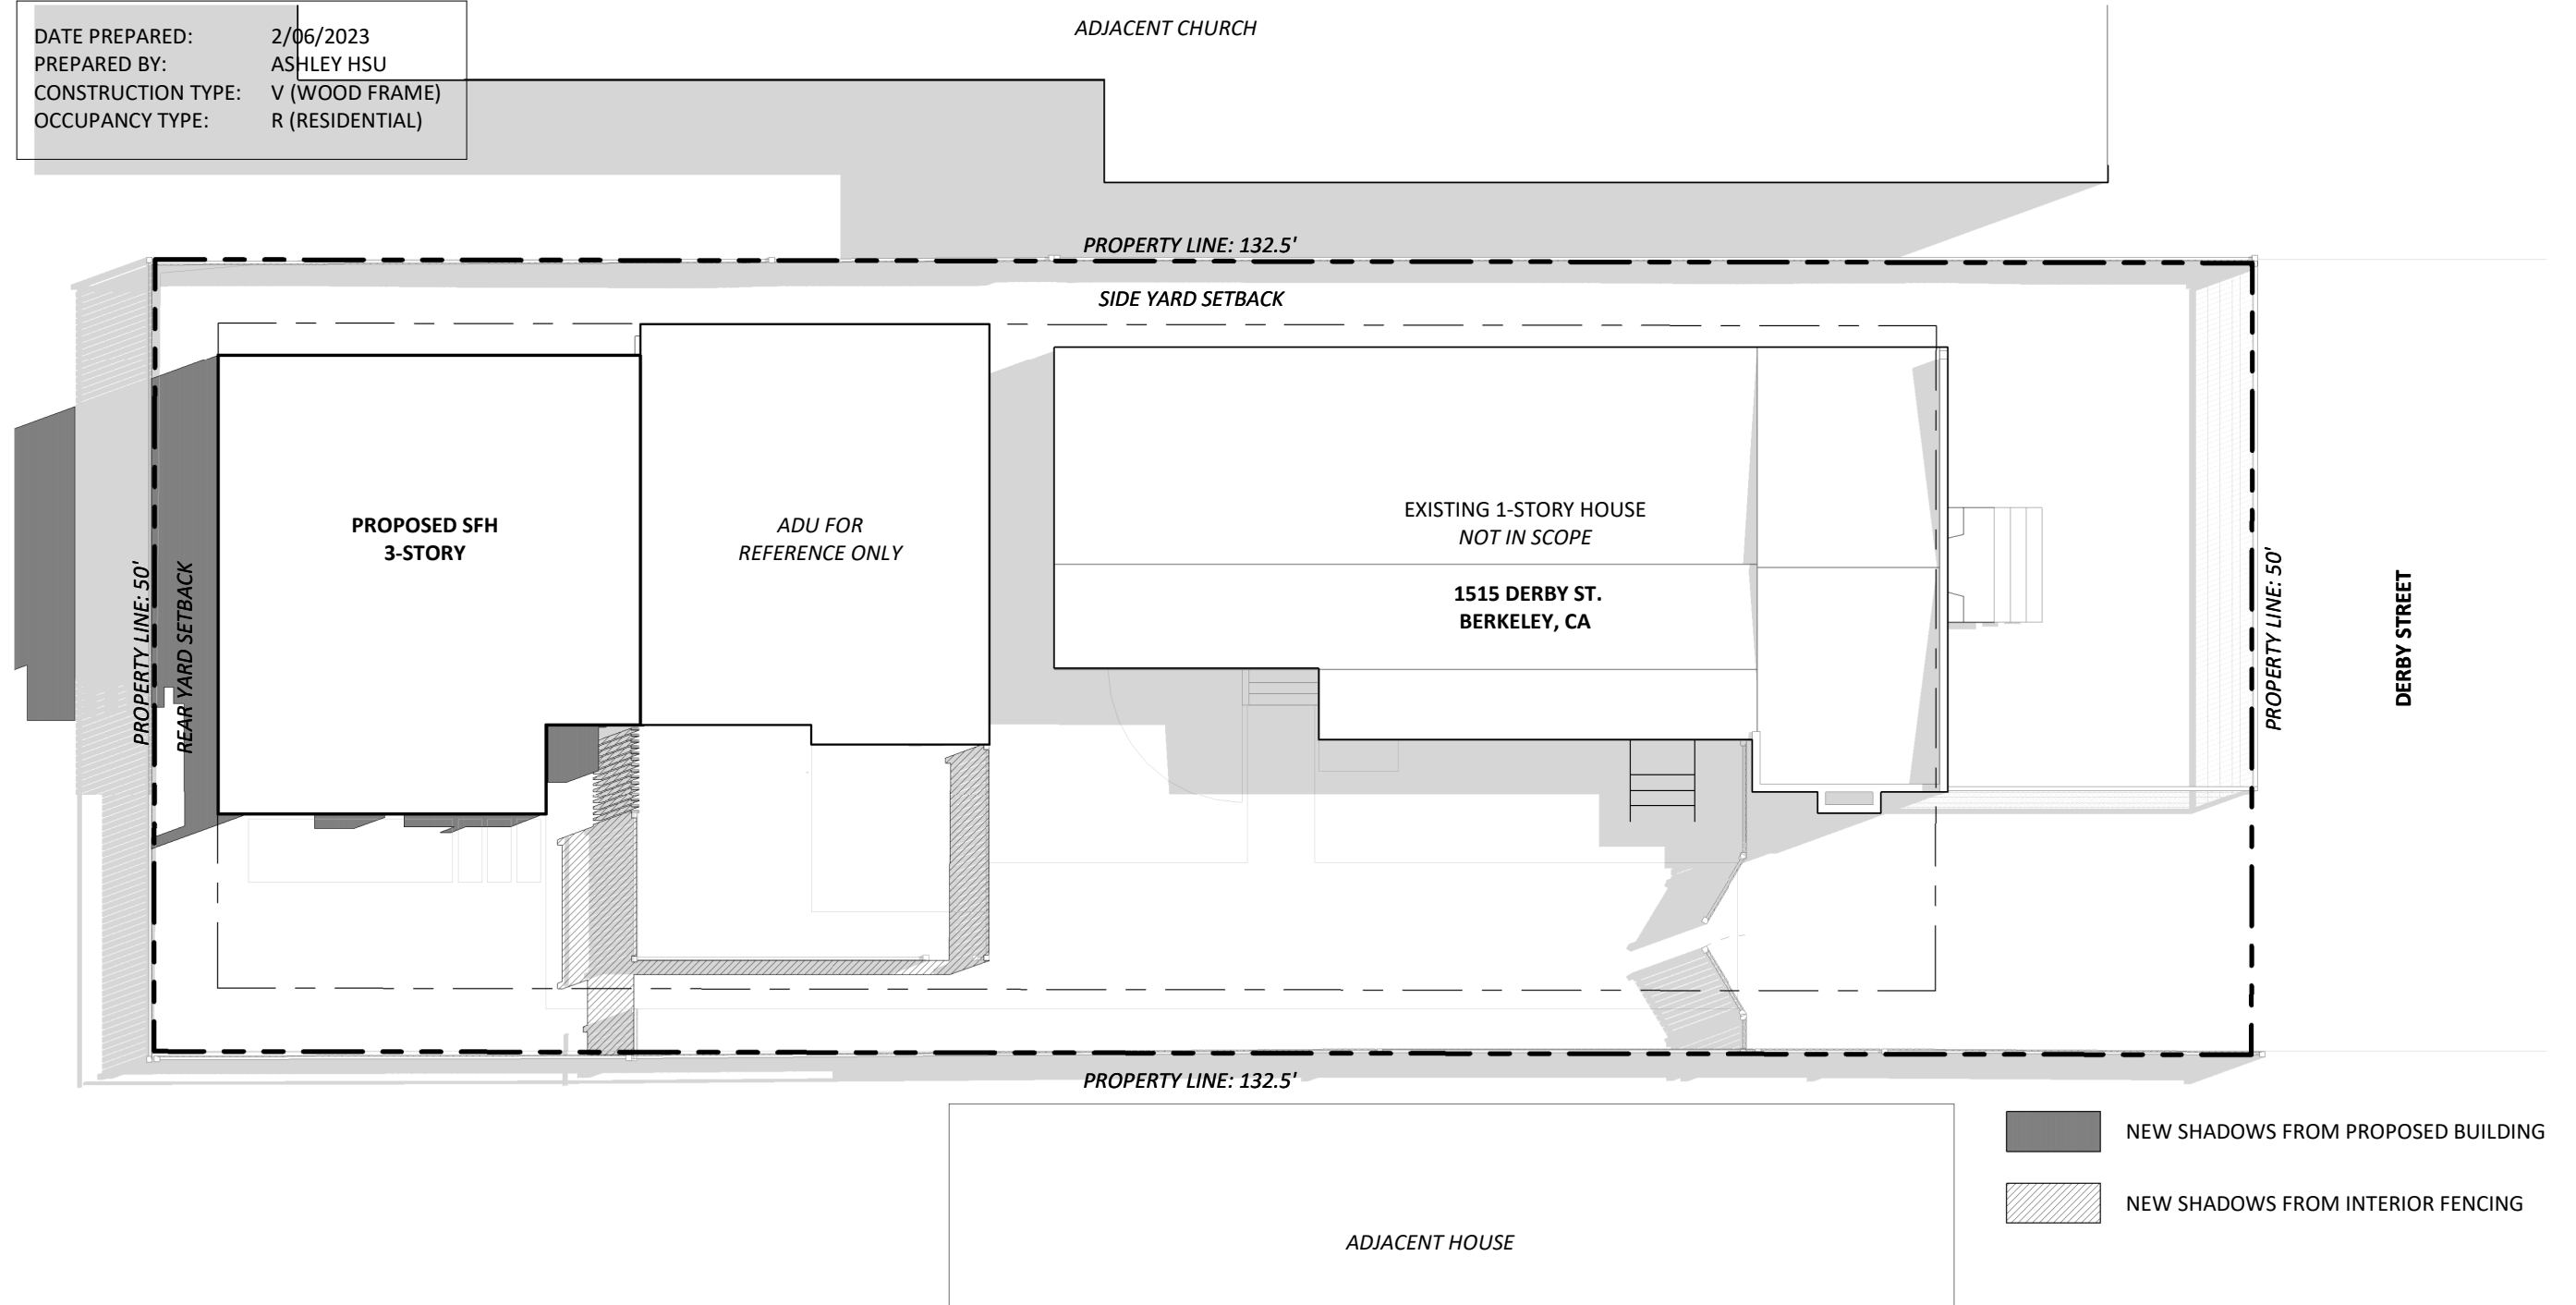 DATE PREPARED: 2/06/2023
PREPARED BY: ASHLEY HSU
CONSTRUCTION TYPE: V (WOOD FRAME)
OCCUPANCY TYPE: R (RESIDENTIAL)
ADJACENT CHURCH
PROPERTY LINE: 132.5'
SIDE YARD SETBACK
PROPERTY LINE: 50'
REAR YARD SETBACK
PROPOSED SFH
3-STORY
ADU FOR
REFERENCE ONLY
EXISTING 1-STORY HOUSE
NOT IN SCOPE
1515 DERBY ST.
BERKELEY, CA
PROPERTY LINE: 50'
DERBY STREET
PROPERTY LINE: 132.5'
NEW SHADOWS FROM PROPOSED BUILDING
NEW SHADOWS FROM INTERIOR FENCING
ADJACENT HOUSE